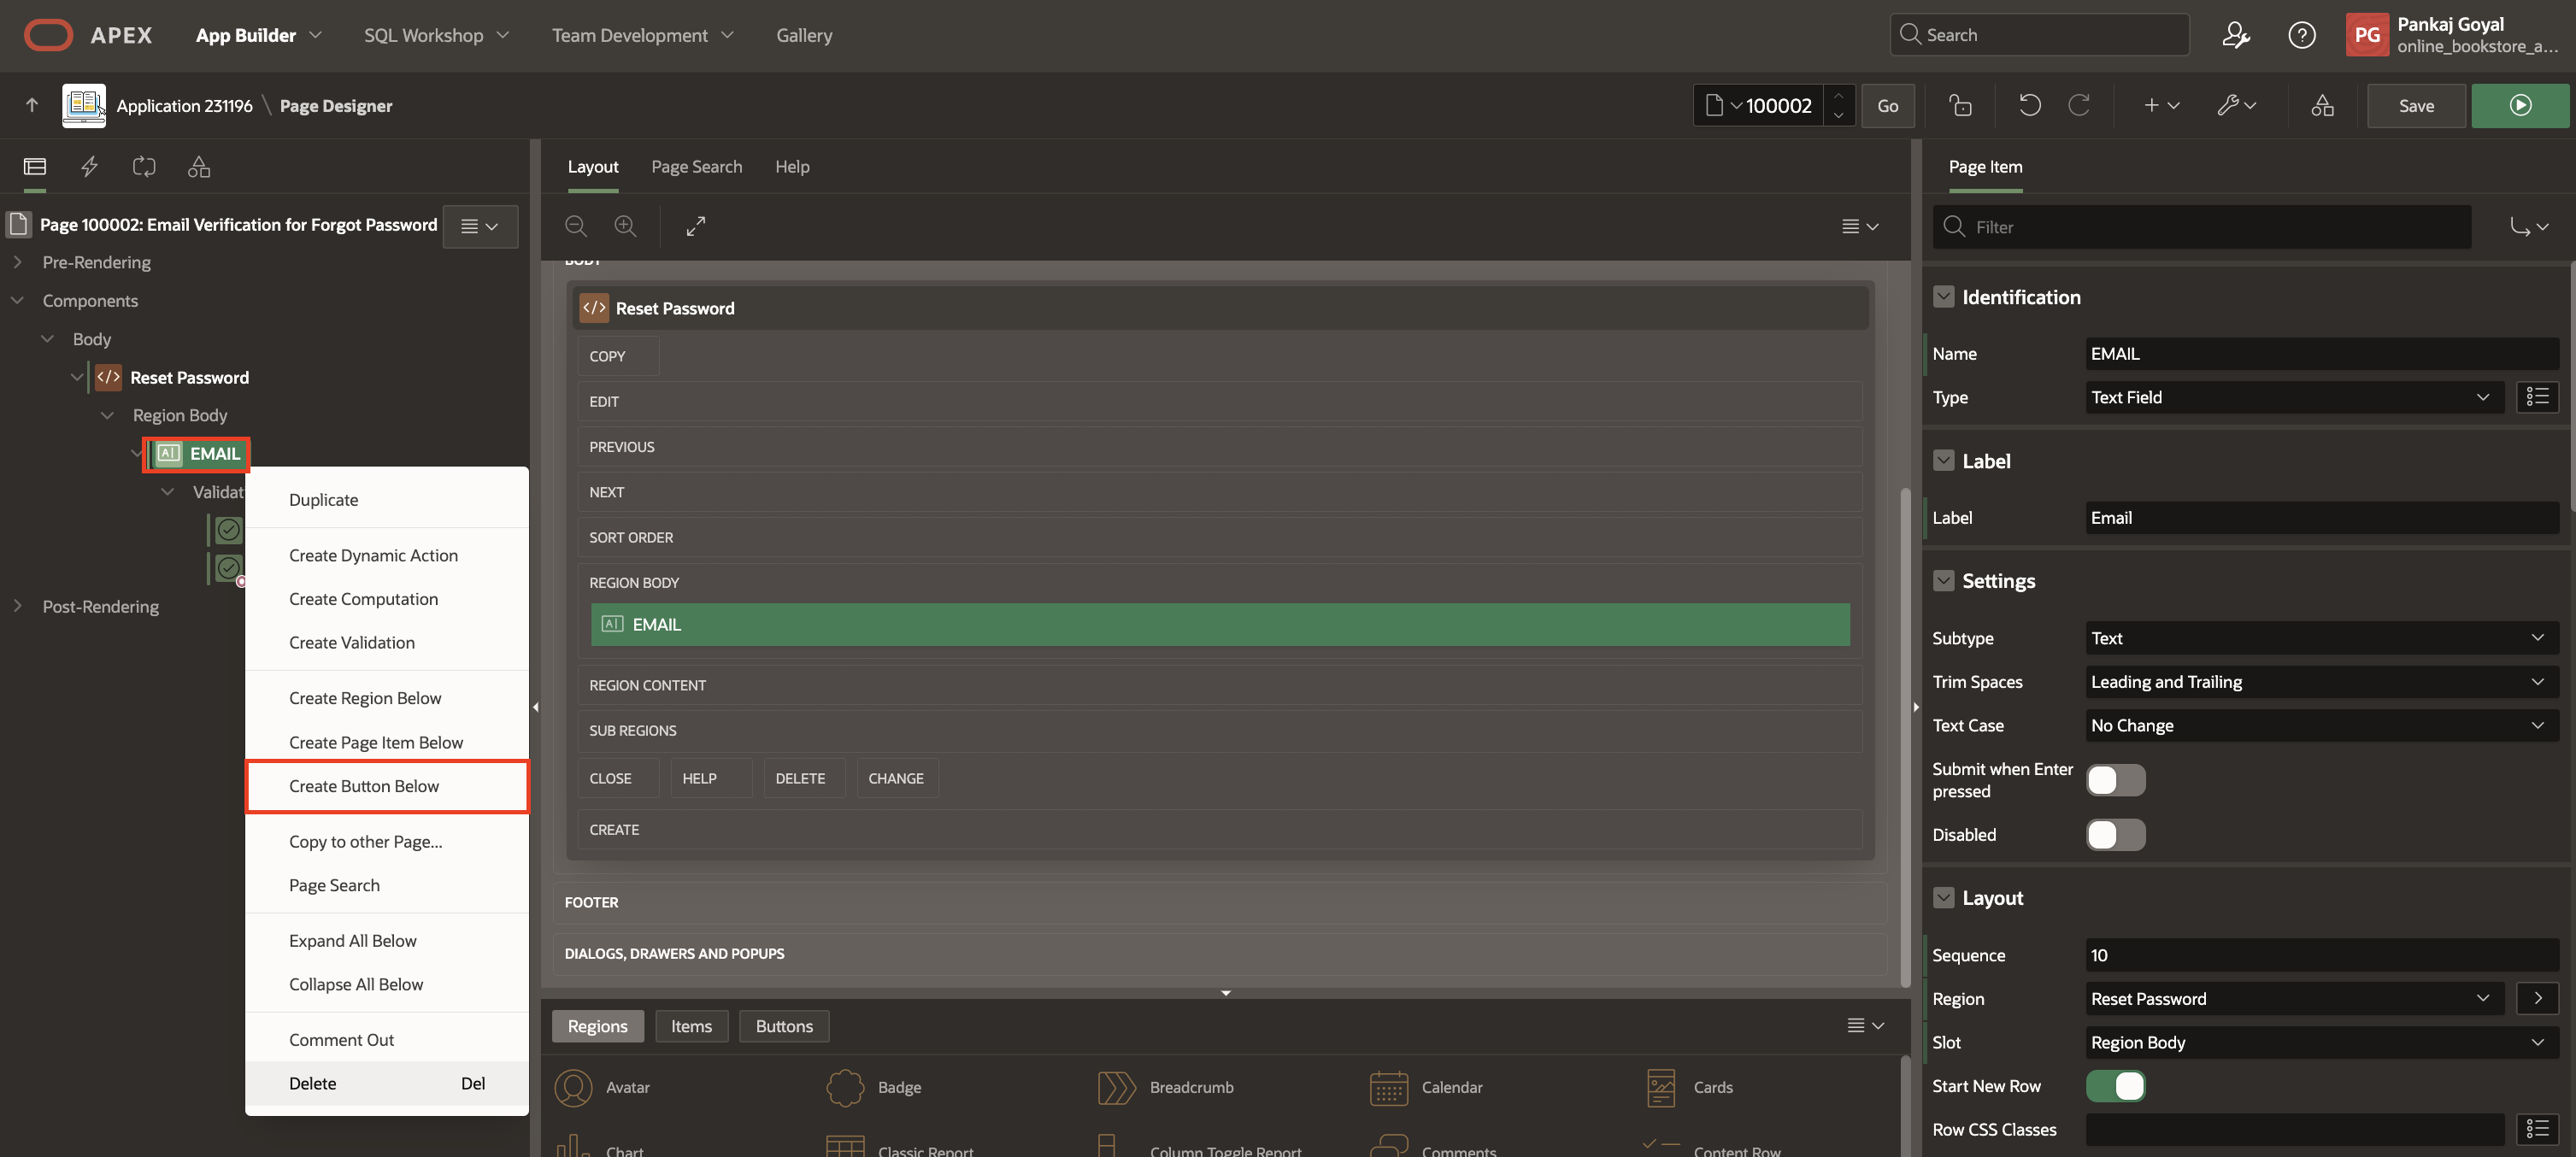 APEX App Builder SQL Workshop Team Development Gallery Search PG Pankaj Goyal
online_bookstore_a...
Application 231196 \ Page Designer 100002 Go Save
Layout Page Search Help
Page Item
Page 100002: Email Verification for Forgot Password
Filter
Pre-Rendering
Components
Body
Reset Password
Region Body
EMAIL
Validat
Post-Rendering
Duplicate
Create Dynamic Action
Create Computation
Create Validation
Create Region Below
Create Page Item Below
Create Button Below
Copy to other Page...
Page Search
Expand All Below
Collapse All Below
Comment Out
Delete Del
BODY
Reset Password
COPY
EDIT
PREVIOUS
NEXT
SORT ORDER
REGION BODY
EMAIL
REGION CONTENT
SUB REGIONS
CLOSE HELP DELETE CHANGE
CREATE
FOOTER
DIALOGS, DRAWERS AND POPUPS
Regions Items Buttons
Avatar Badge Breadcrumb Calendar Cards
Chart Classic Report Column Toggle Report Comments Content Row
Identification
Name EMAIL
Type Text Field
Label
Label Email
Settings
Subtype Text
Trim Spaces Leading and Trailing
Text Case No Change
Submit when Enter
pressed
Disabled
Layout
Sequence 10
Region Reset Password
Slot Region Body
Start New Row
Row CSS Classes